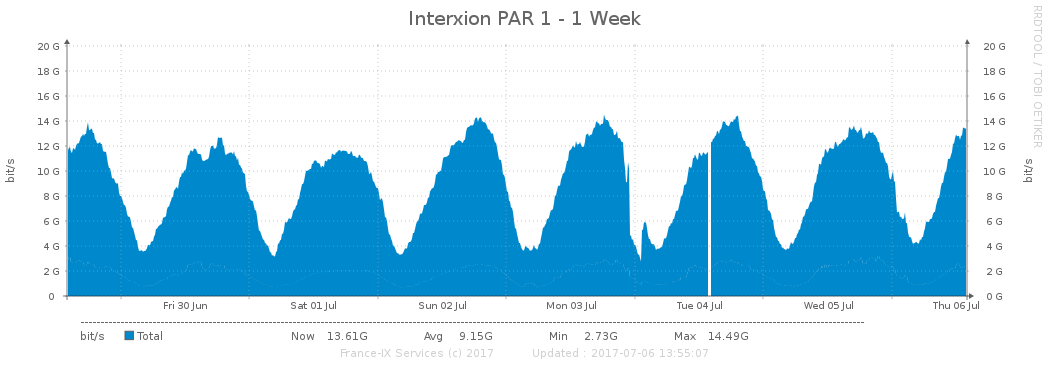 Interxion PAR 1 - 1 Week
RRDTOOL / TOBI OETIKER
bit/s
bit/s
20 G 20 G
18 G 18 G
16 G 16 G
14 G 14 G
12 G 12 G
10 G 10 G
8 G 8 G
6 G 6 G
4 G 4 G
2 G 2 G
0 0 G
Fri 30 Jun Sat 01 Jul Sun 02 Jul Mon 03 Jul Tue 04 Jul Wed 05 Jul Thu 06 Jul
bit/s Total Now 13.61G Avg 9.15G Min 2.73G Max 14.49G
France-IX Services (c) 2017 Updated : 2017-07-06 13:55:07